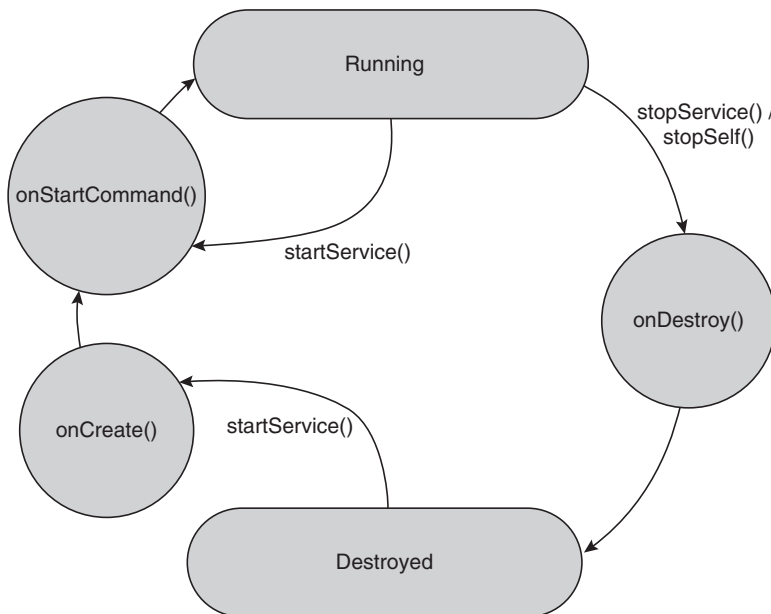 Running
stopService() /
stopSelf()
onStartCommand()
startService()
onDestroy()
onCreate()
startService()
Destroyed